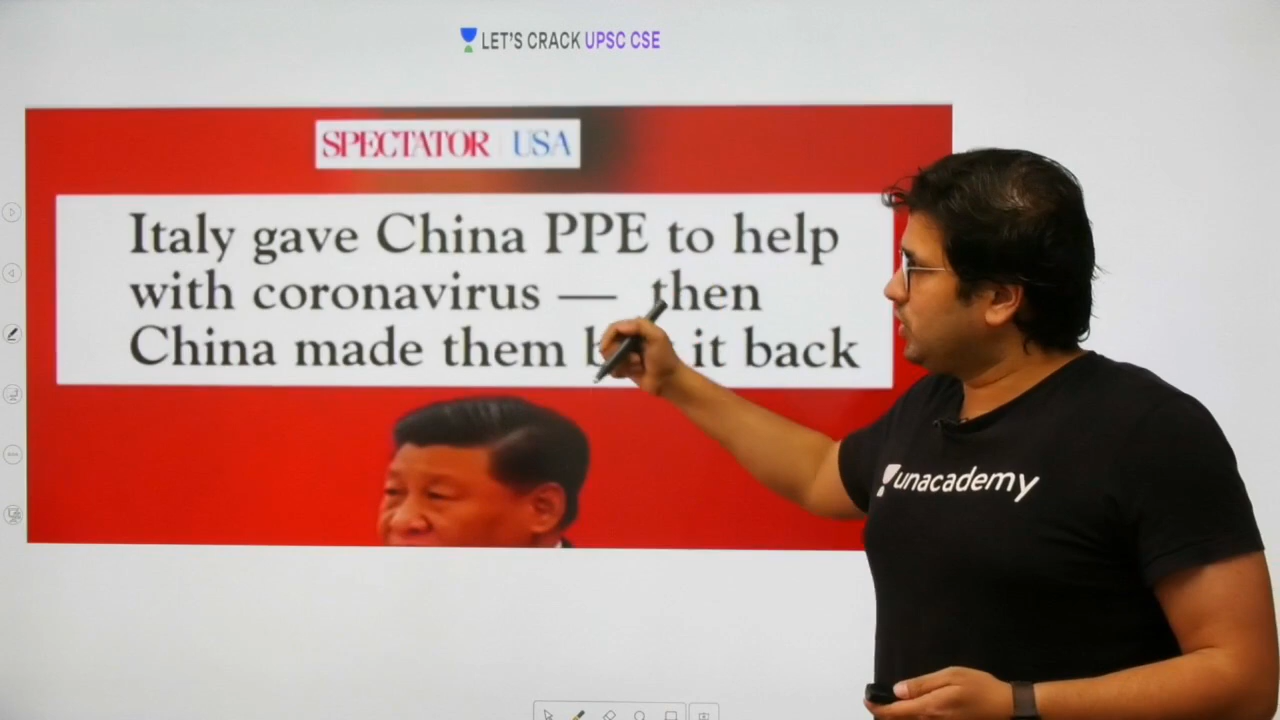 LET'S CRACK UPSC CSE
SPECTATOR USA
Italy gave China PPE to help
with coronavirus — then
China made them it back
unacademy